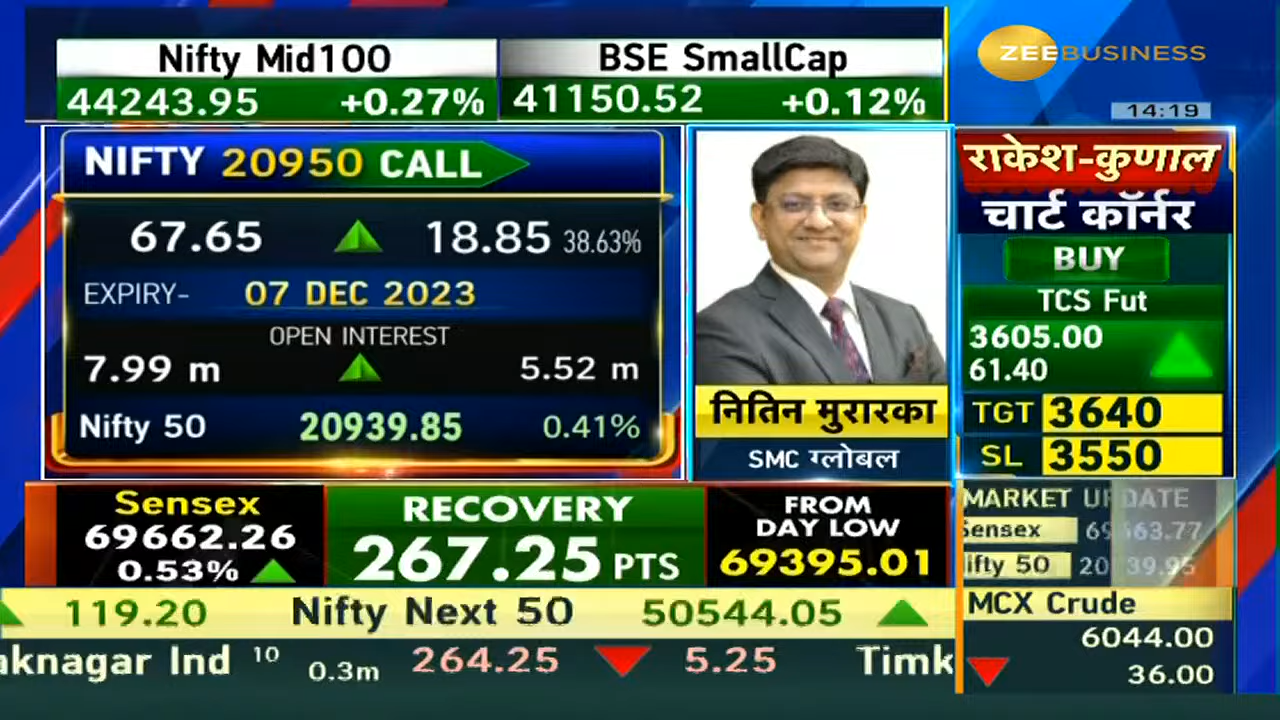 Nifty Mid100
44243.95 +0.27%
BSE SmallCap
41150.52 +0.12%
ZEEBUSINESS
14:19
NIFTY 20950 CALL
67.65 18.85 38.63%
EXPIRY- 07 DEC 2023
OPEN INTEREST
7.99 m 5.52 m
Nifty 50 20939.85 0.41%
नितिन मुरारका
SMC ग्लोबल
राकेश-कुणाल
चार्ट कॉर्नर
BUY
TCS Fut
3605.00
61.40
TGT 3640
SL 3550
Sensex
69662.26
0.53%
RECOVERY
267.25 PTS
FROM
DAY LOW
69395.01
MARKET UPDATE
Sensex
ifty 50
MCX Crude
6044.00
36.00
119.20 Nifty Next 50 50544.05
aknagar Ind 10 0.3m 264.25 5.25 Timk